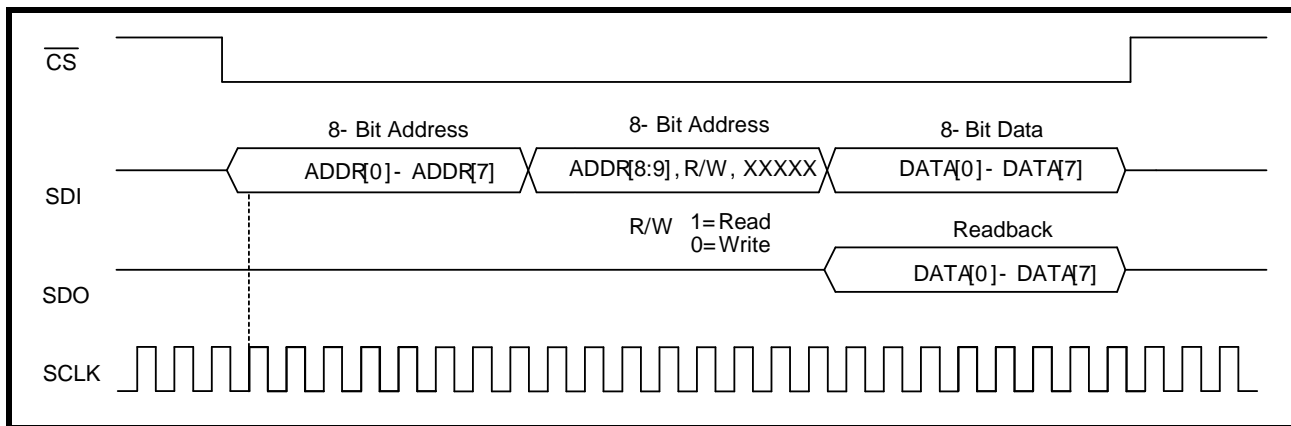 CS
8- Bit Address
8- Bit Address
8- Bit Data
SDI
ADDR[0]- ADDR[7]
ADDR[8:9], R/W, XXXXX
DATA[0]- DATA[7]
R/W 1=Read
0=Write
Readback
SDO
DATA[0]- DATA[7]
SCLK